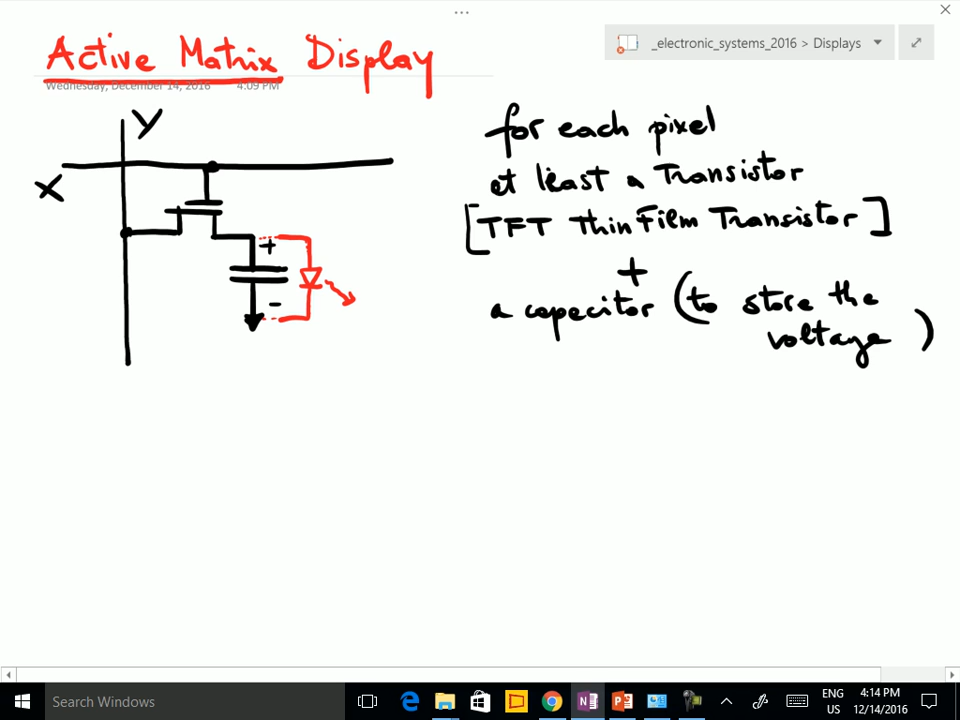 Active Matrix Display
_electronic_systems_2016 > Displays
Wednesday, December 14, 2016 4:09 PM
Y
X
+
-
for each pixel
at least a Transistor
[TFT Thin Film Transistor]
+
a capacitor (to store the
voltage)
Search Windows
ENG
US
4:14 PM
12/14/2016